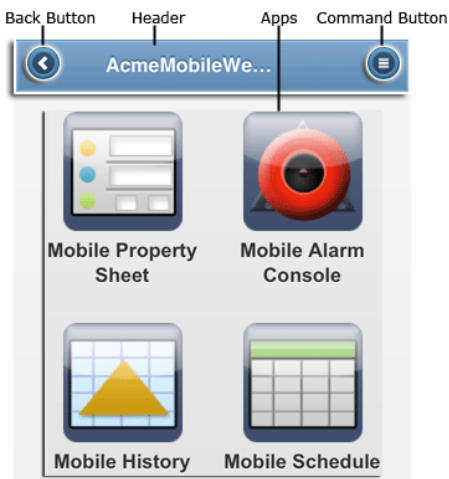 Back Button Header Apps Command Button
AcmeMobileWe...
Mobile Property
Sheet
Mobile Alarm
Console
Mobile History
Mobile Schedule